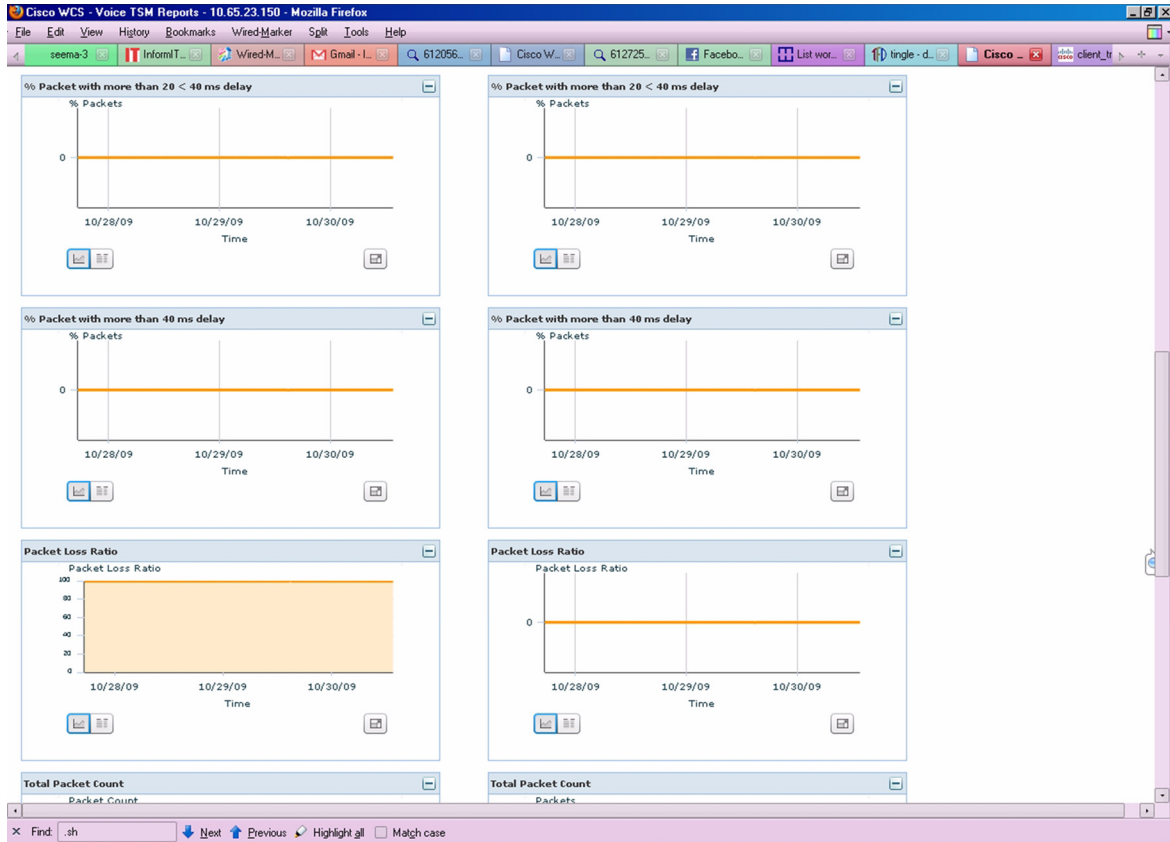 Cisco WCS - Voice TSM Reports - 10.65.23.150 - Mozilla Firefox
File Edit View History Bookmarks Wired-Marker Split Tools Help
seema-3 InformIT... Wired-M... Gmail - I... 612056... Cisco W... 612725... Facebo... List wor... tingle - d... Cisco ... client_tr
% Packet with more than 20 < 40 ms delay
% Packets
0
10/28/09 10/29/09 10/30/09
Time
% Packet with more than 20 < 40 ms delay
% Packets
0
10/28/09 10/29/09 10/30/09
Time
% Packet with more than 40 ms delay
% Packets
0
10/28/09 10/29/09 10/30/09
Time
% Packet with more than 40 ms delay
% Packets
0
10/28/09 10/29/09 10/30/09
Time
Packet Loss Ratio
Packet Loss Ratio
100
80
60
40
20
0
10/28/09 10/29/09 10/30/09
Time
Packet Loss Ratio
Packet Loss Ratio
0
10/28/09 10/29/09 10/30/09
Time
Total Packet Count
Packet Count
Total Packet Count
Packets
Find: .sh Next Previous Highlight all Match case